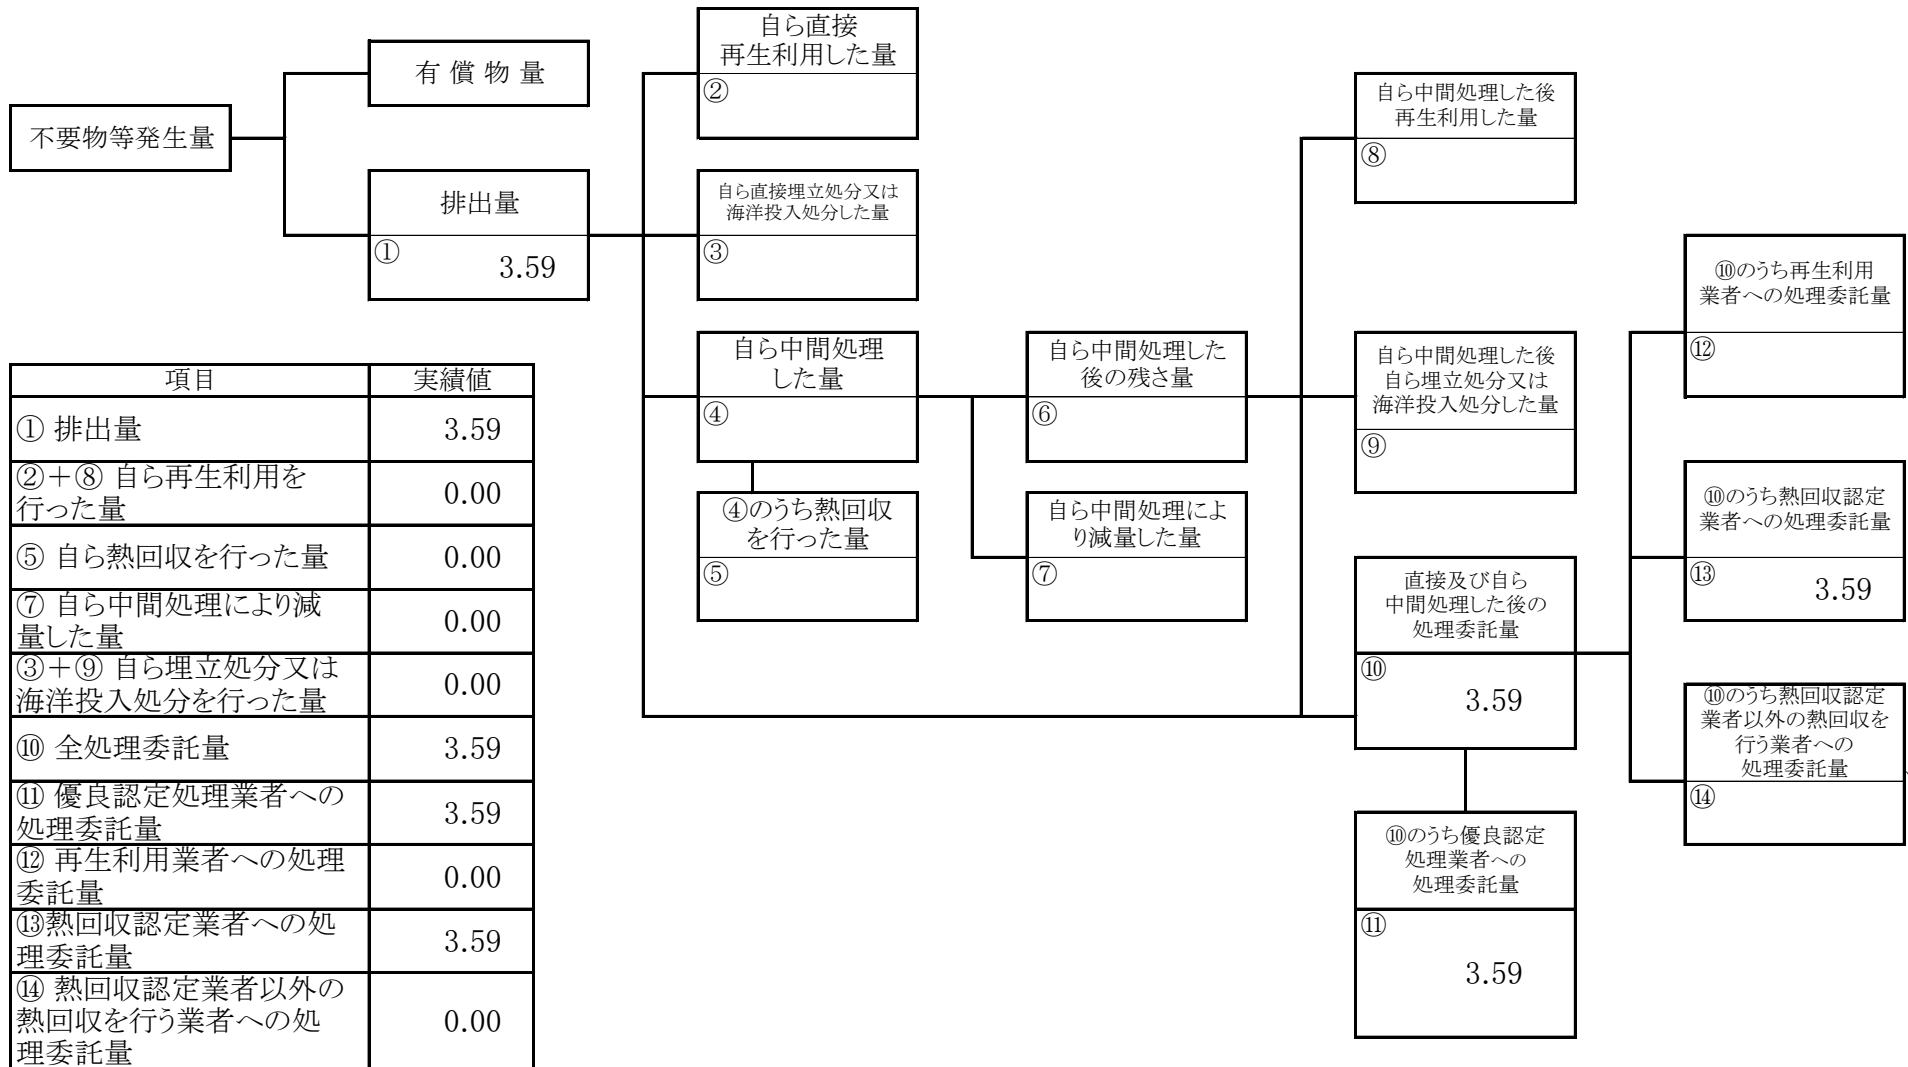 自ら直接
再生利用した量
②
有 償 物 量
不要物等発生量
自ら中間処理した後
再生利用した量
⑧
排出量
① 3.59
自ら直接埋立処分又は
海洋投入処分した量
③
⑩のうち再生利用
業者への処理委託量
⑫
自ら中間処理
した量
④
自ら中間処理した
後の残さ量
⑥
自ら中間処理した後
自ら埋立処分又は
海洋投入処分した量
⑨
④のうち熱回収
を行った量
⑤
自ら中間処理によ
り減量した量
⑦
⑩のうち熱回収認定
業者への処理委託量
⑬ 3.59
直接及び自ら
中間処理した後の
処理委託量
⑩
3.59
⑩のうち熱回収認定
業者以外の熱回収を
行う業者への
処理委託量
⑭
⑩のうち優良認定
処理業者への
処理委託量
⑪
3.59
項目 実績値
① 排出量 3.59
②+⑧ 自ら再生利用を
行った量 0.00
⑤ 自ら熱回収を行った量 0.00
⑦ 自ら中間処理により減
量した量 0.00
③+⑨ 自ら埋立処分又は
海洋投入処分を行った量 0.00
⑩ 全処理委託量 3.59
⑪ 優良認定処理業者への
処理委託量 3.59
⑫ 再生利用業者への処理
委託量 0.00
⑬熱回収認定業者への処
理委託量 3.59
⑭ 熱回収認定業者以外の
熱回収を行う業者への処
理委託量 0.00